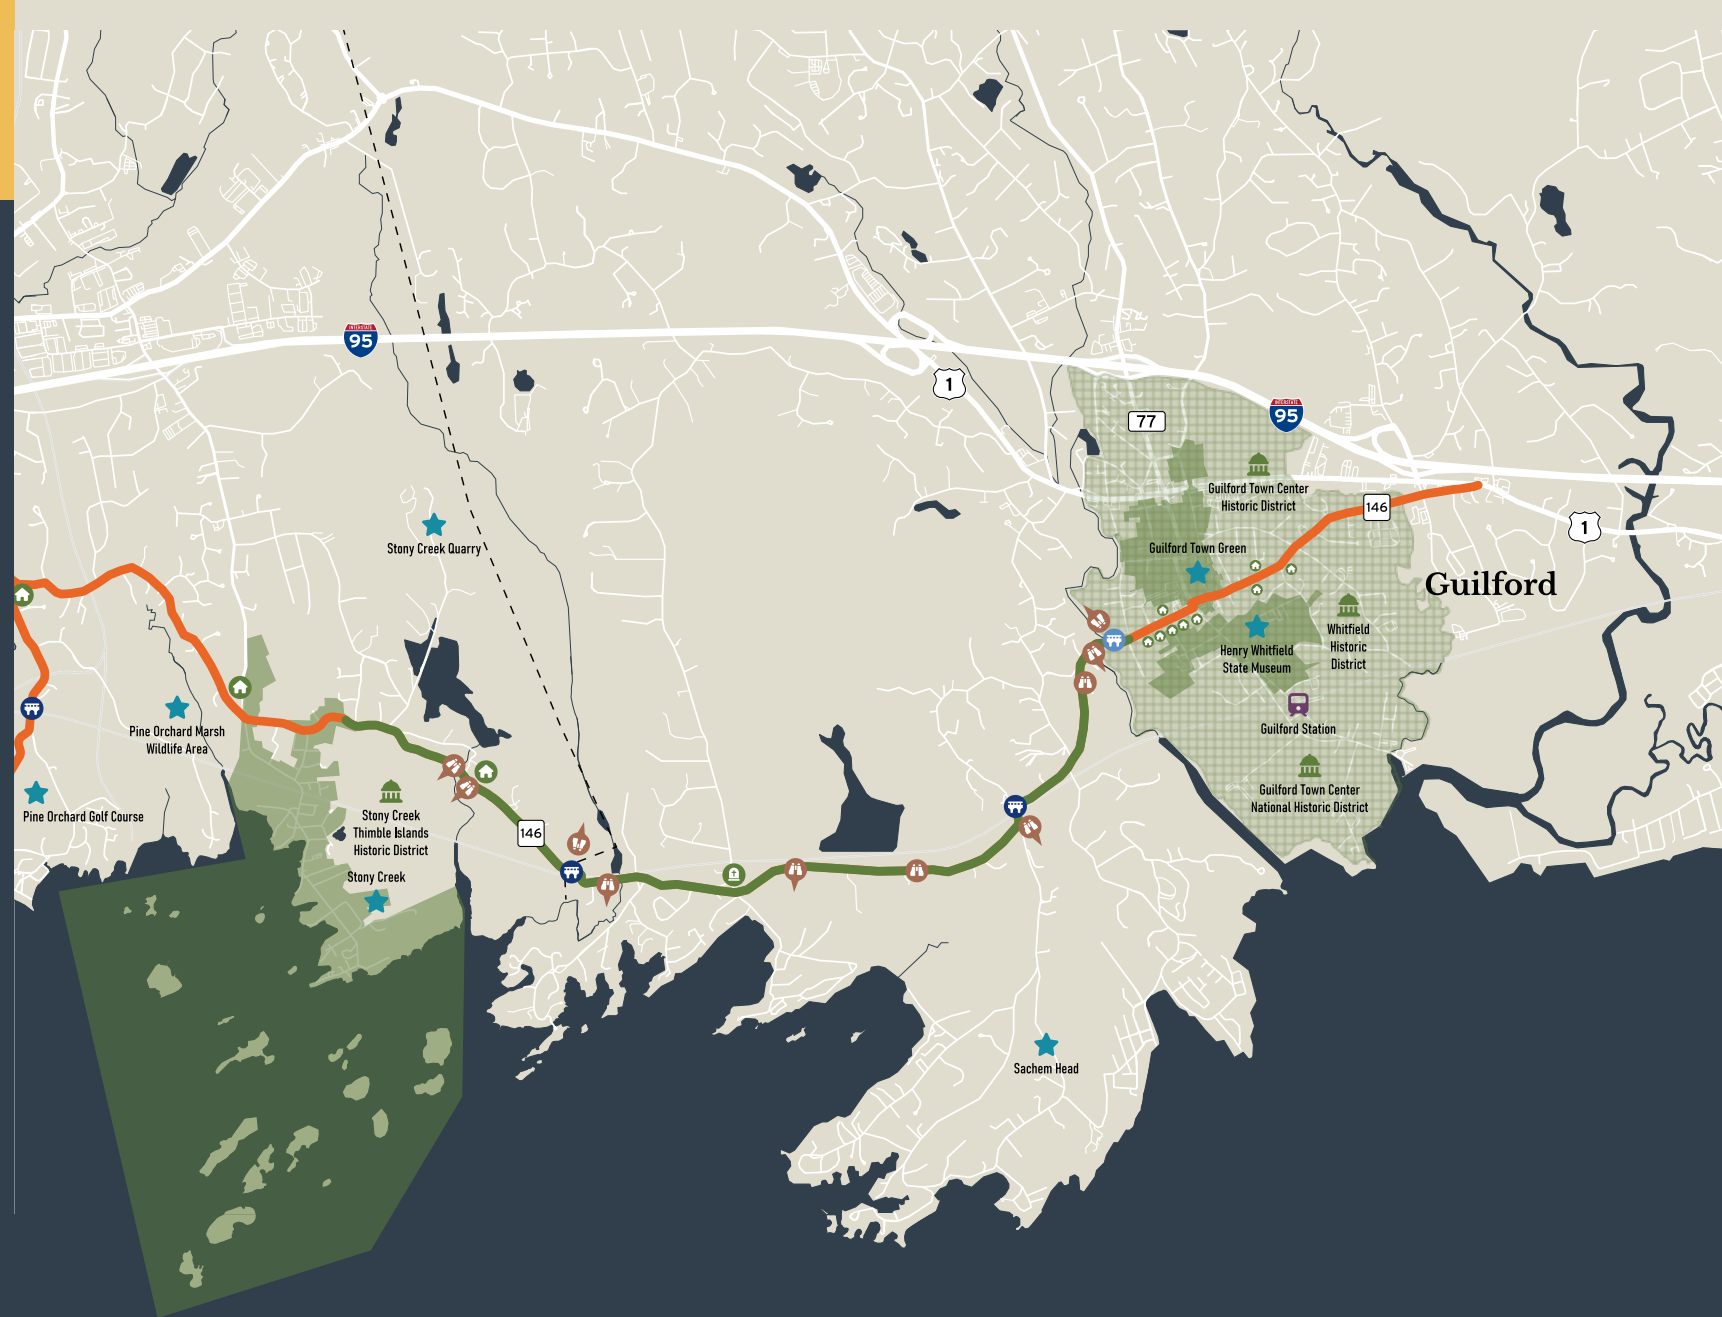 INTERSTATE
95
1
77
INTERSTATE
95
Guilford Town Center
Historic District
146
1
Stony Creek Quarry
Guilford Town Green
Guilford
Whitfield
Historic
District
Henry Whitfield
State Museum
Pine Orchard Marsh
Wildlife Area
Guilford Station
Guilford Town Center
National Historic District
Pine Orchard Golf Course
Stony Creek
Thimble Islands
Historic District
146
Stony Creek
Sachem Head